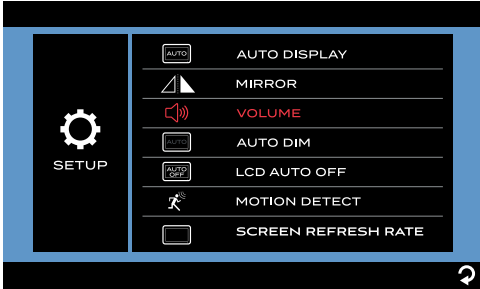 SETUP
AUTO AUTO DISPLAY
MIRROR
VOLUME
AUTO AUTO DIM
AUTO OFF LCD AUTO OFF
MOTION DETECT
SCREEN REFRESH RATE